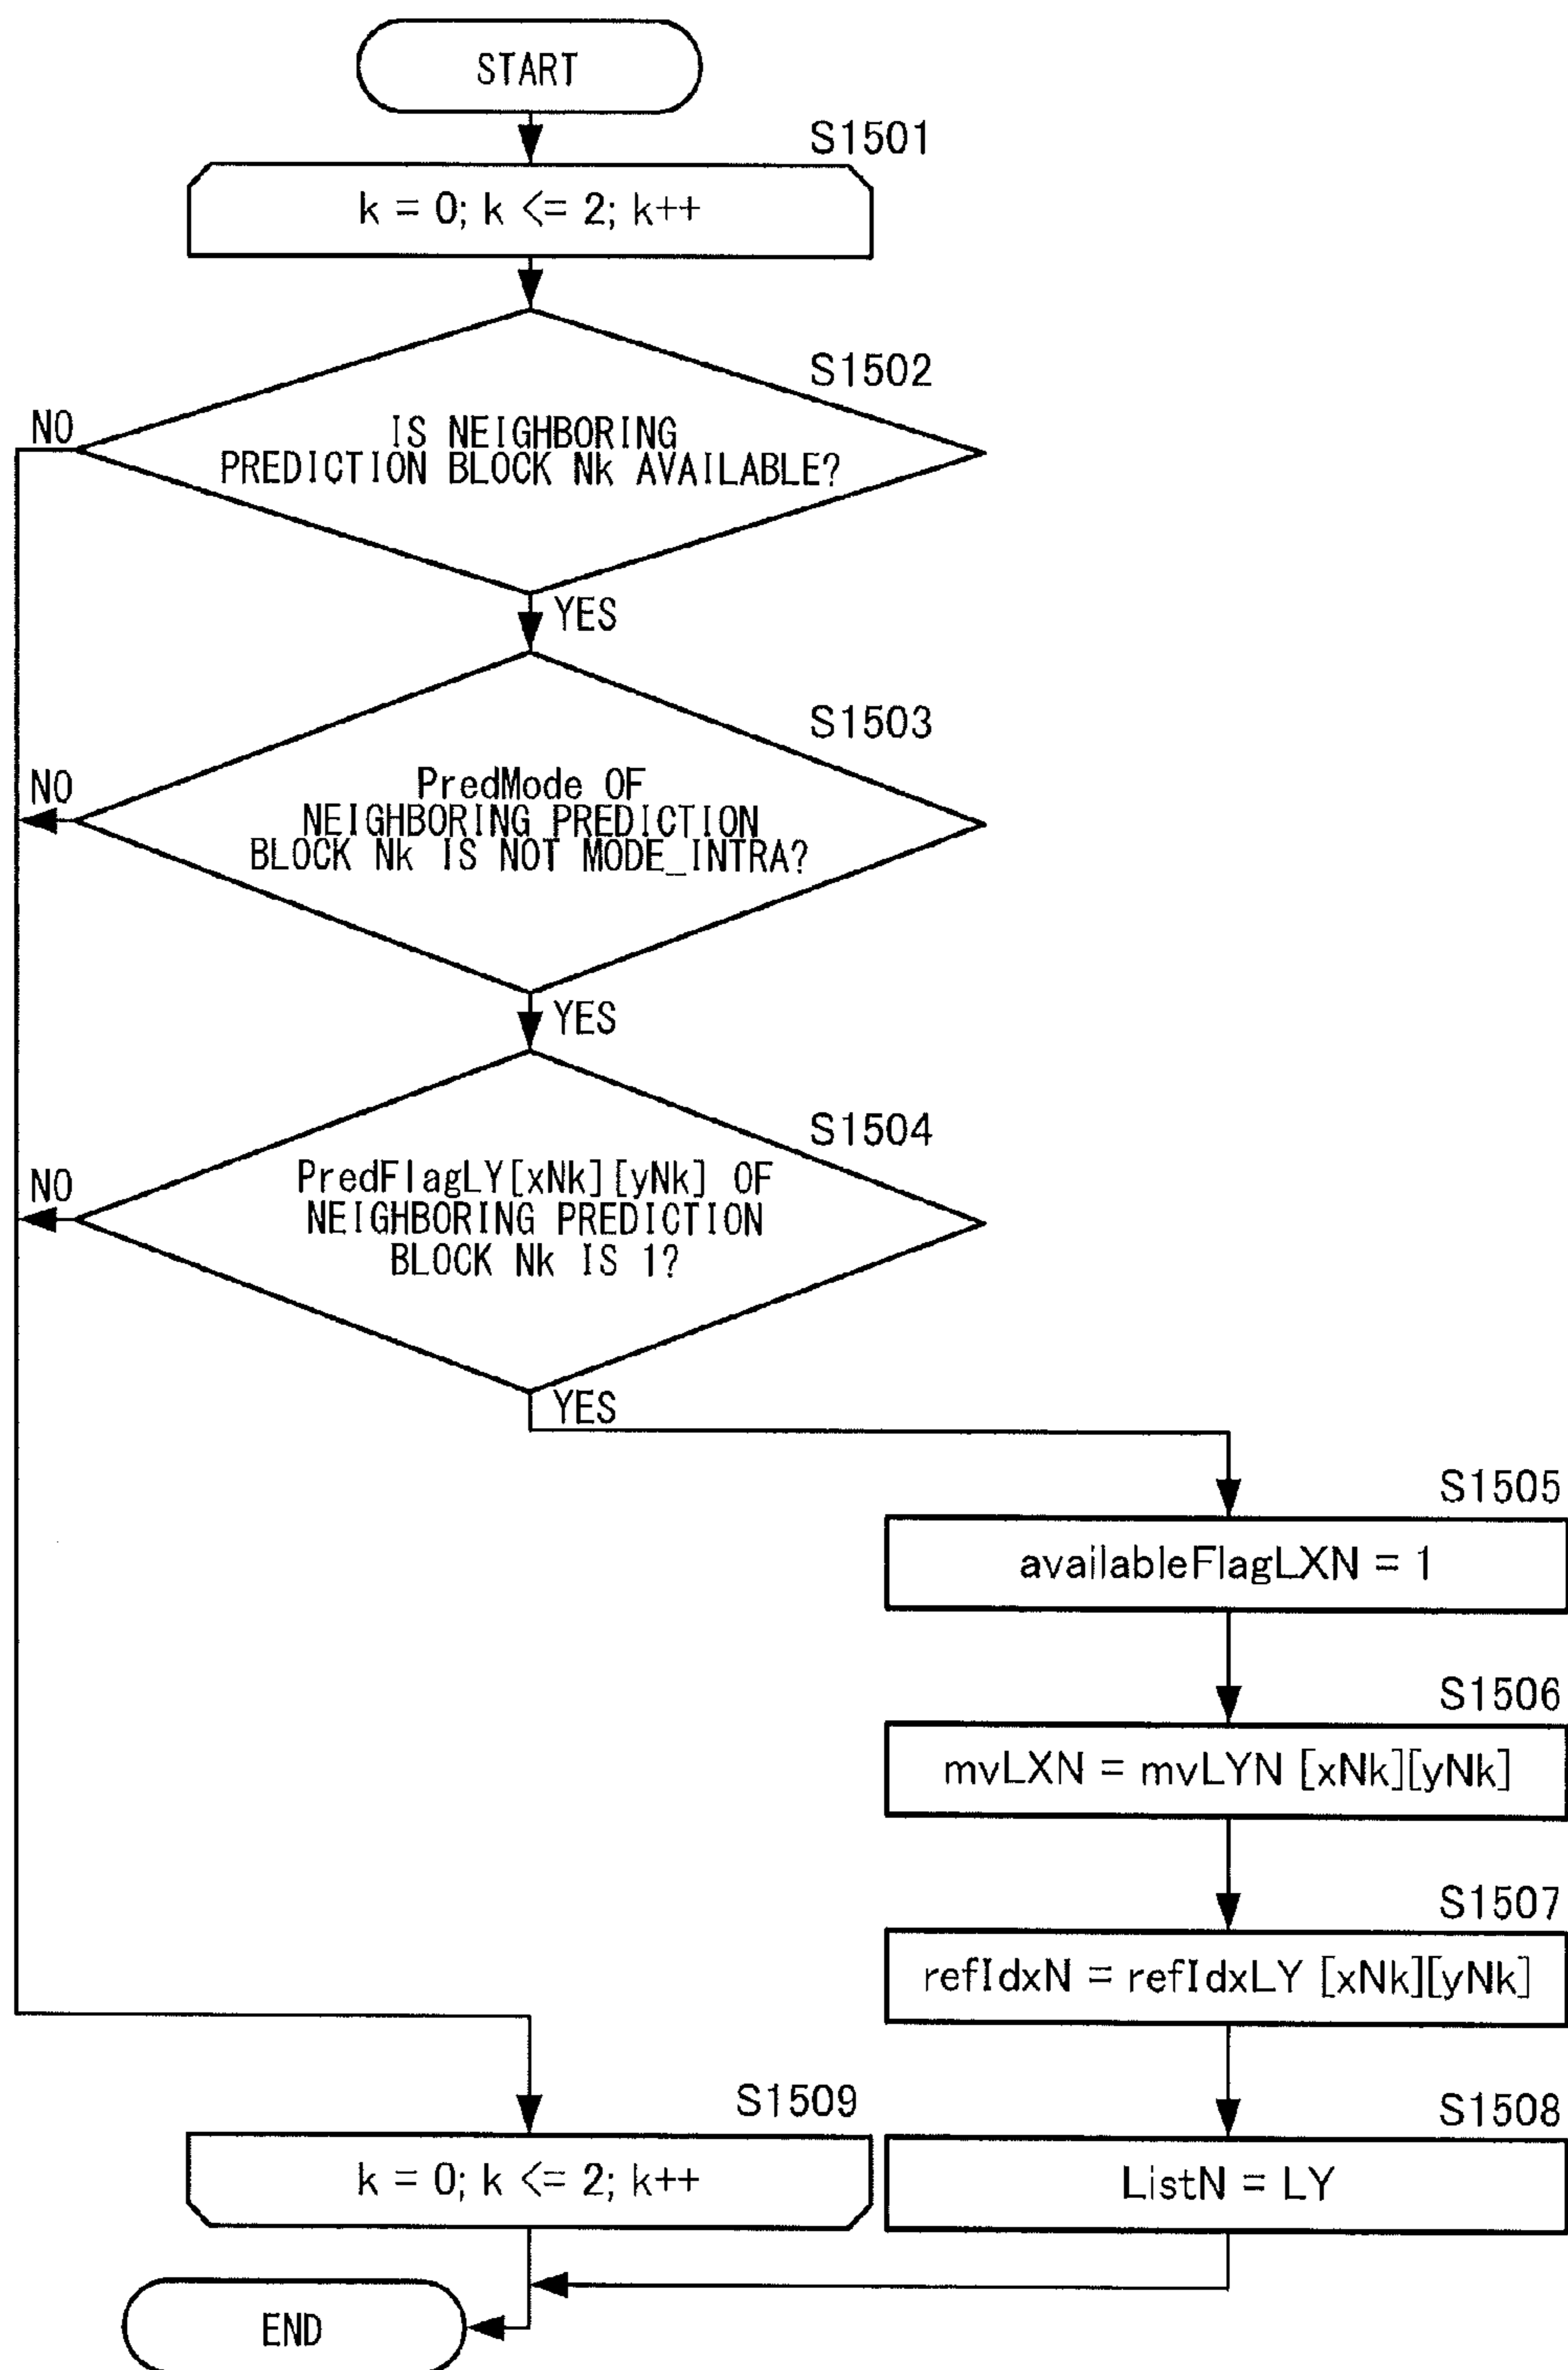 START
S1501
k = 0; k <= 2; k++
S1502
NO
IS NEIGHBORING
PREDICTION BLOCK Nk AVAILABLE?
YES
S1503
NO
PredMode OF
NEIGHBORING PREDICTION
BLOCK Nk IS NOT MODE_INTRA?
YES
S1504
NO
PredFlagLY[xNk][yNk] OF
NEIGHBORING PREDICTION
BLOCK Nk IS 1?
YES
S1505
availableFlagLXN = 1
S1506
mvLXN = mvLYN [xNk][yNk]
S1507
refIdxN = refIdxLY [xNk][yNk]
S1509
k = 0; k <= 2; k++
S1508
ListN = LY
END